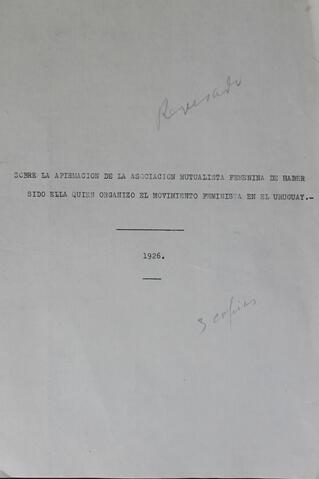 Revisado
SOBRE LA AFIRMACION DE LA ASOCIACION MUTUALISTA FEMENINA DE HABER
SIDO ELLA QUIEN ORGANIZO EL MOVIMIENTO FEMINISTA EN EL URUGUAY.-
1926.
3 copias